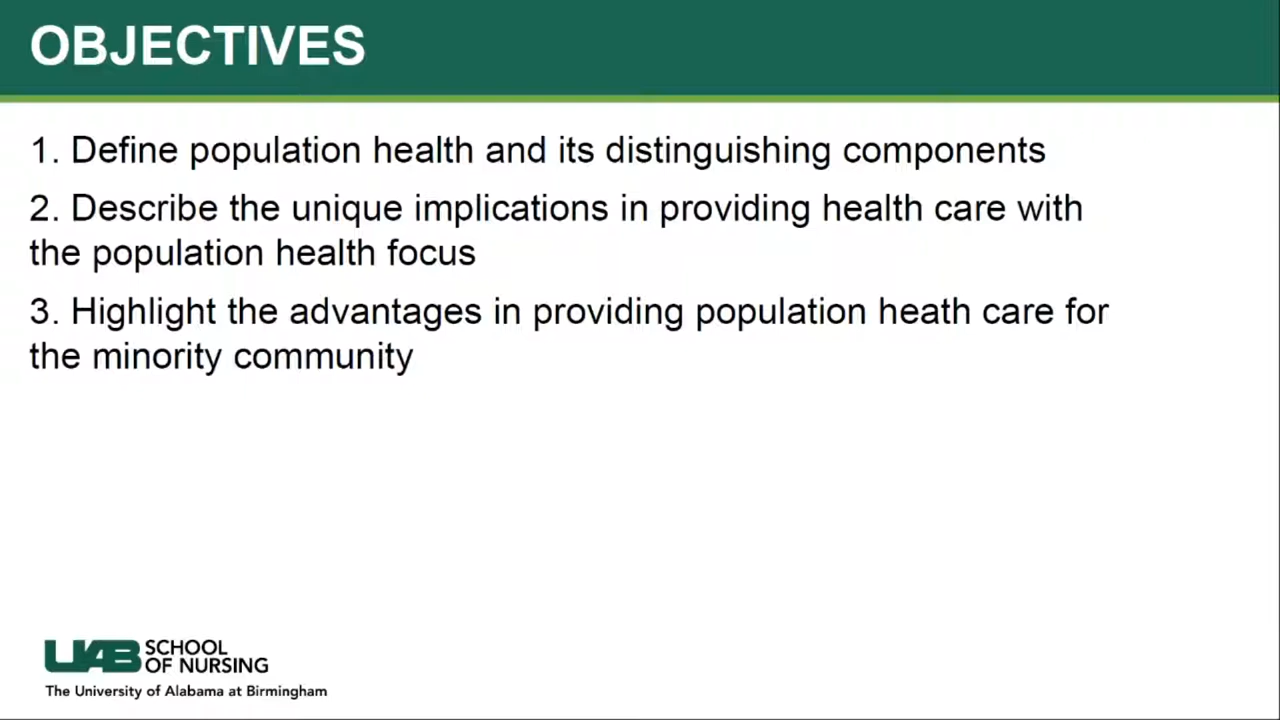 OBJECTIVES
1. Define population health and its distinguishing components
2. Describe the unique implications in providing health care with
the population health focus
3. Highlight the advantages in providing population heath care for
the minority community
UAB SCHOOL
OF NURSING
The University of Alabama at Birmingham